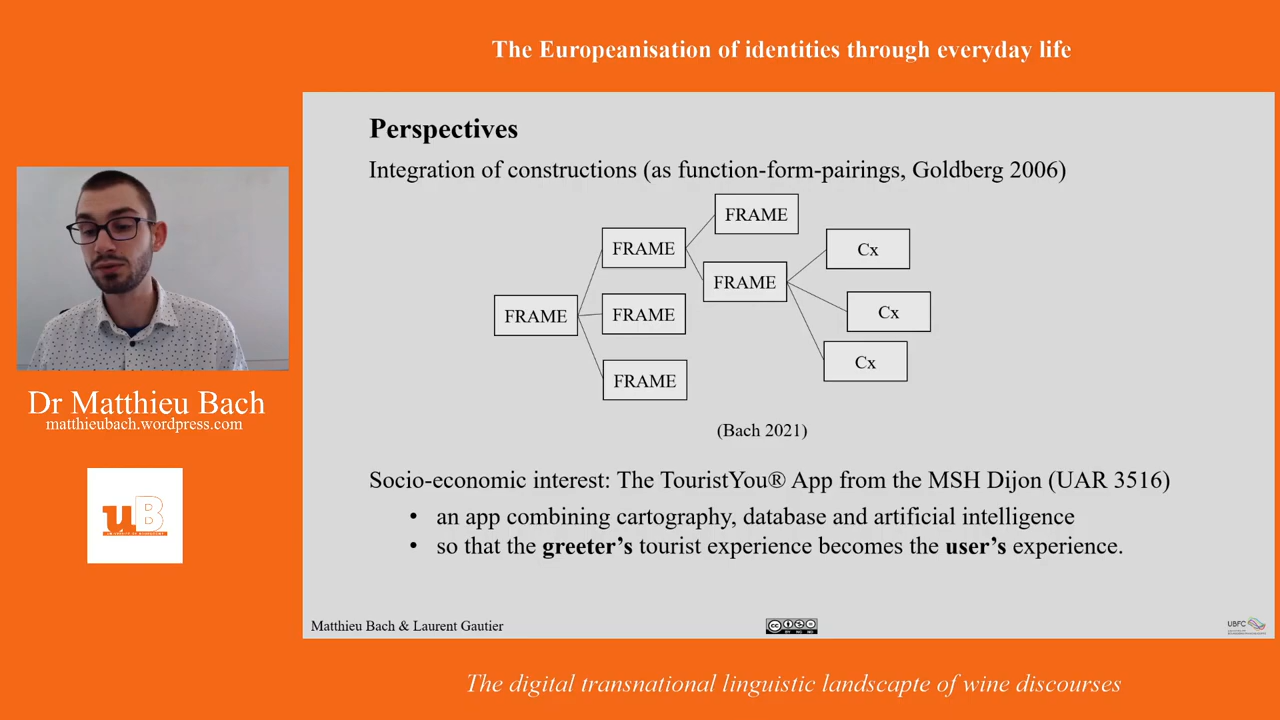 The Europeanisation of identities through everyday life
Perspectives
Integration of constructions (as function-form-pairings, Goldberg 2006)
FRAME
FRAME
Cx
FRAME
FRAME
FRAME
Cx
FRAME
Cx
(Bach 2021)
Dr Matthieu Bach
matthieubach.wordpress.com
uB
Socio-economic interest: The TouristYou® App from the MSH Dijon (UAR 3516)
• an app combining cartography, database and artificial intelligence
• so that the greeter's tourist experience becomes the user's experience.
Matthieu Bach & Laurent Gautier
cc
UBFC
The digital transnational linguistic landscapte of wine discourses